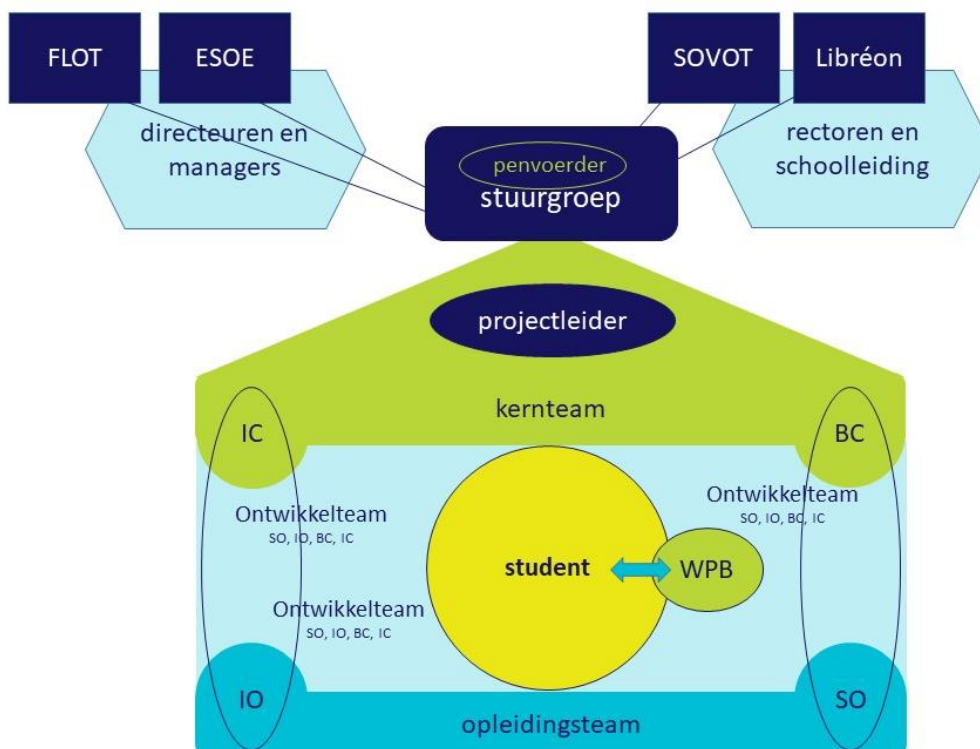 FLOT
ESOE
SOVOT
Libréon
directeuren en
managers
rectoren en
schoolleiding
penvoerder
stuurgroep
projectleider
kernteam
IC
BC
Ontwikkelteam
SO, IO, BC, IC
Ontwikkelteam
SO, IO, BC, IC
student
WPB
Ontwikkelteam
SO, IO, BC, IC
IO
SO
opleidingsteam